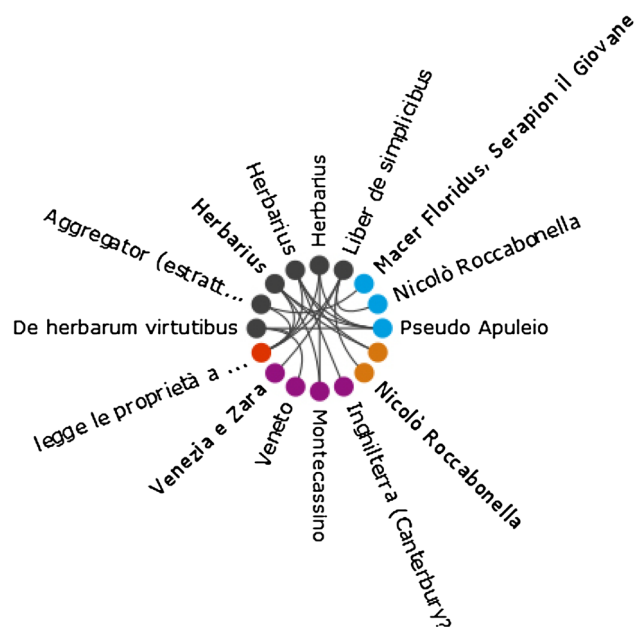 Herbarius
Liber de simplicibus
Macer Floridus, Serapion il Giovane
Nicolò Roccabonella
Pseudo Apuleio
Nicolò Roccabonella
Inghilterra (Canterbury?
Montecassino
Veneto
Venezia e Zara
legge le proprietà a ...
De herbarum virtutibus
Aggregator (estratt...
Herbarius
Herbarius